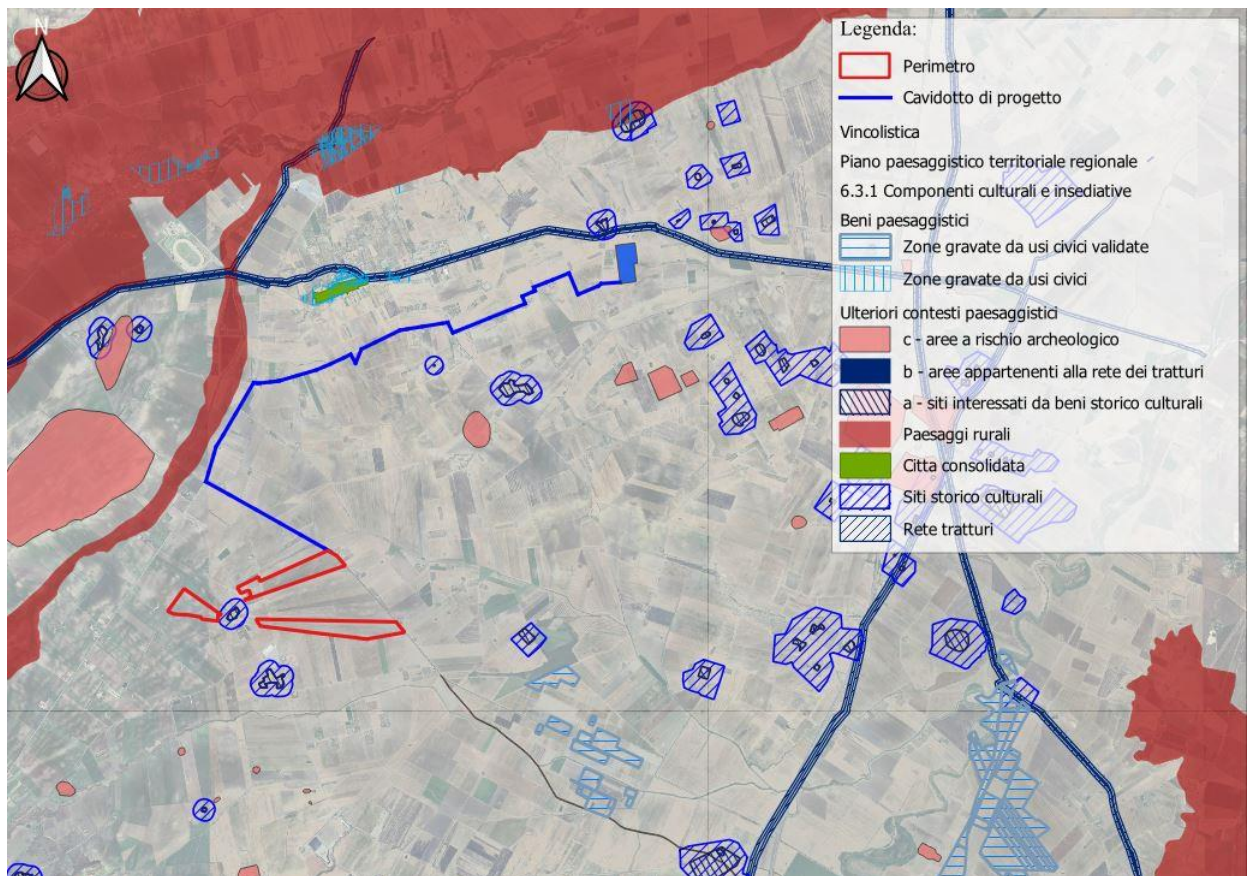 N
Legenda:
Perimetro
Cavidotto di progetto
Vincolistica
Piano paesaggistico territoriale regionale
6.3.1 Componenti culturali e insediative
Beni paesaggistici
Zone gravate da usi civici validate
Zone gravate da usi civici
Ulteriori contesti paesaggistici
c - aree a rischio archeologico
b - aree appartenenti alla rete dei tratturi
a - siti interessati da beni storico culturali
Paesaggi rurali
Citta consolidata
Siti storico culturali
Rete tratturi